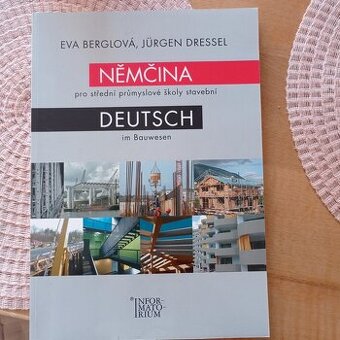 EVA BERGLOVÁ, JÜRGEN DRESSEL
NĚMČINA
pro střední průmyslové školy stavební
DEUTSCH
im Bauwesen
INFOR-
MATO-
RIUM